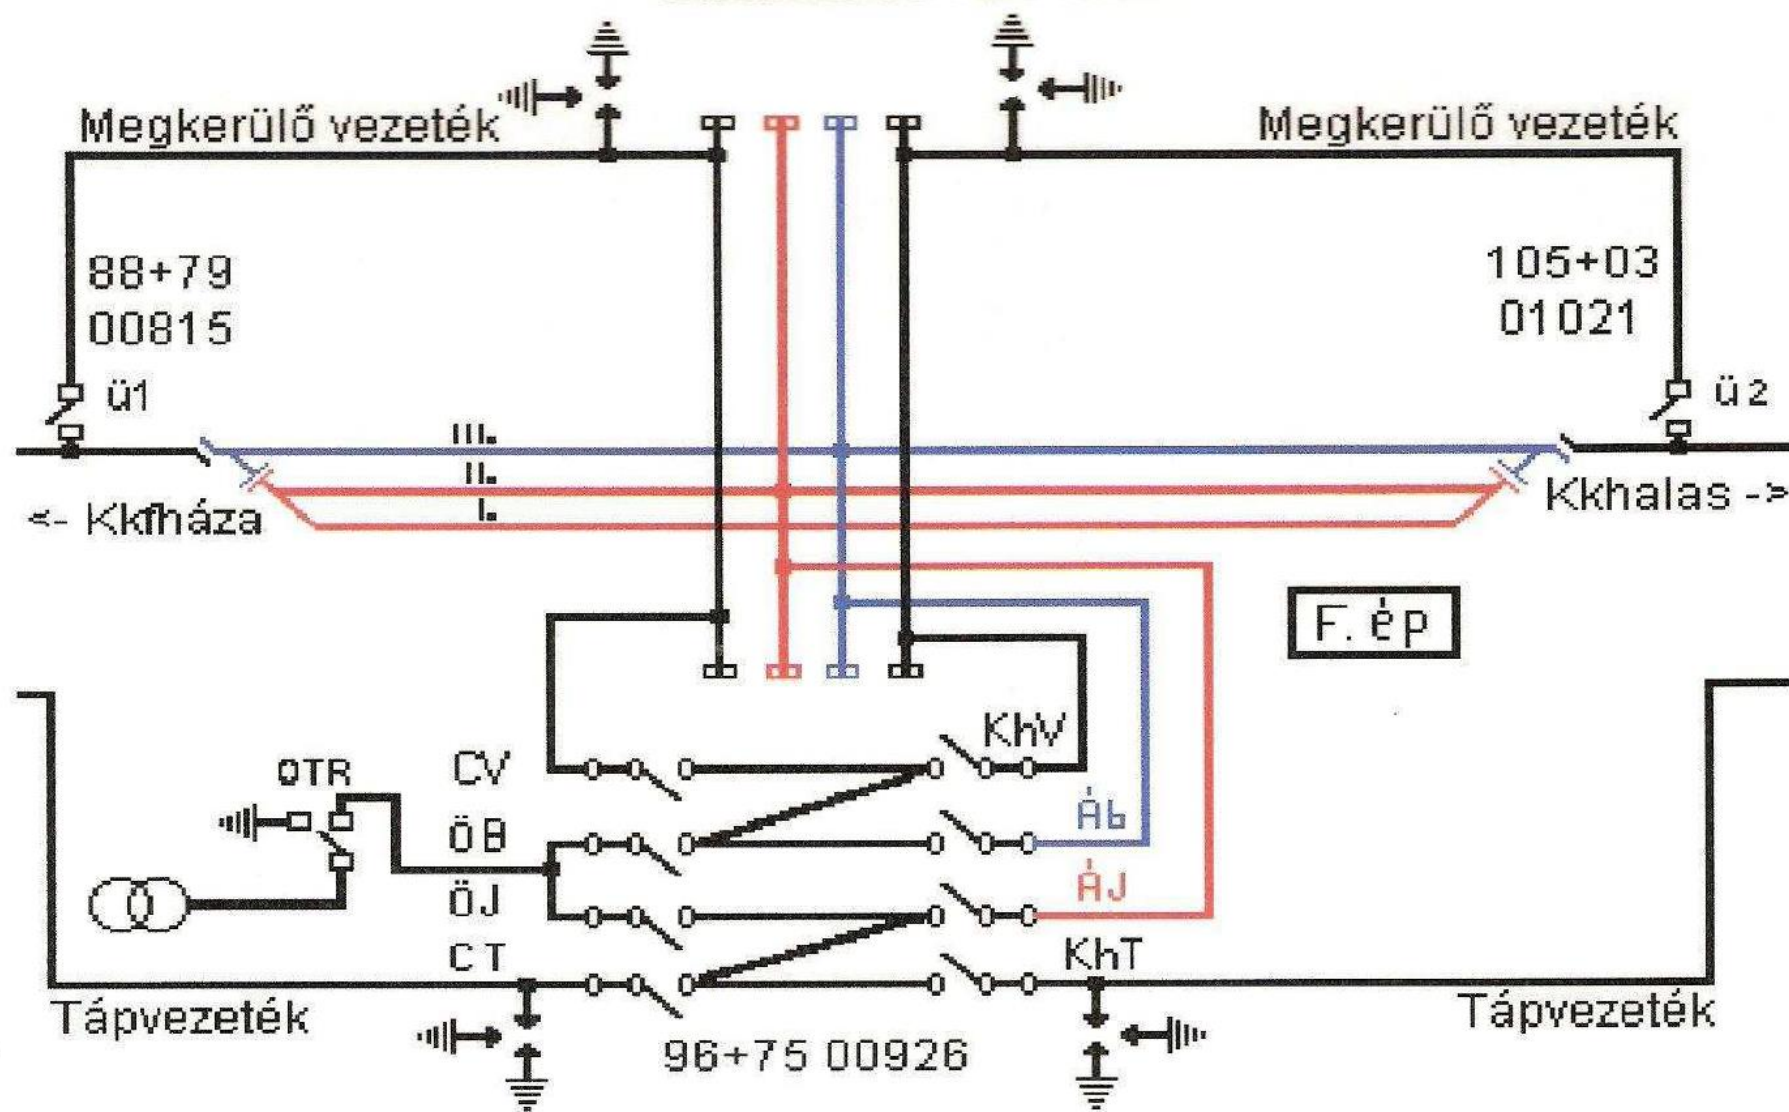 Megkerülő vezeték
Megkerülő vezeték
88+79
00815
105+03
01021
ü1
ü2
III.
II.
I.
<- Kkfháza
Kkhalas ->
F. ép
KhV
CV
OTR
Áb
ÖB
ÁJ
ÖJ
CT
KhT
Tápvezeték
Tápvezeték
96+75 00926